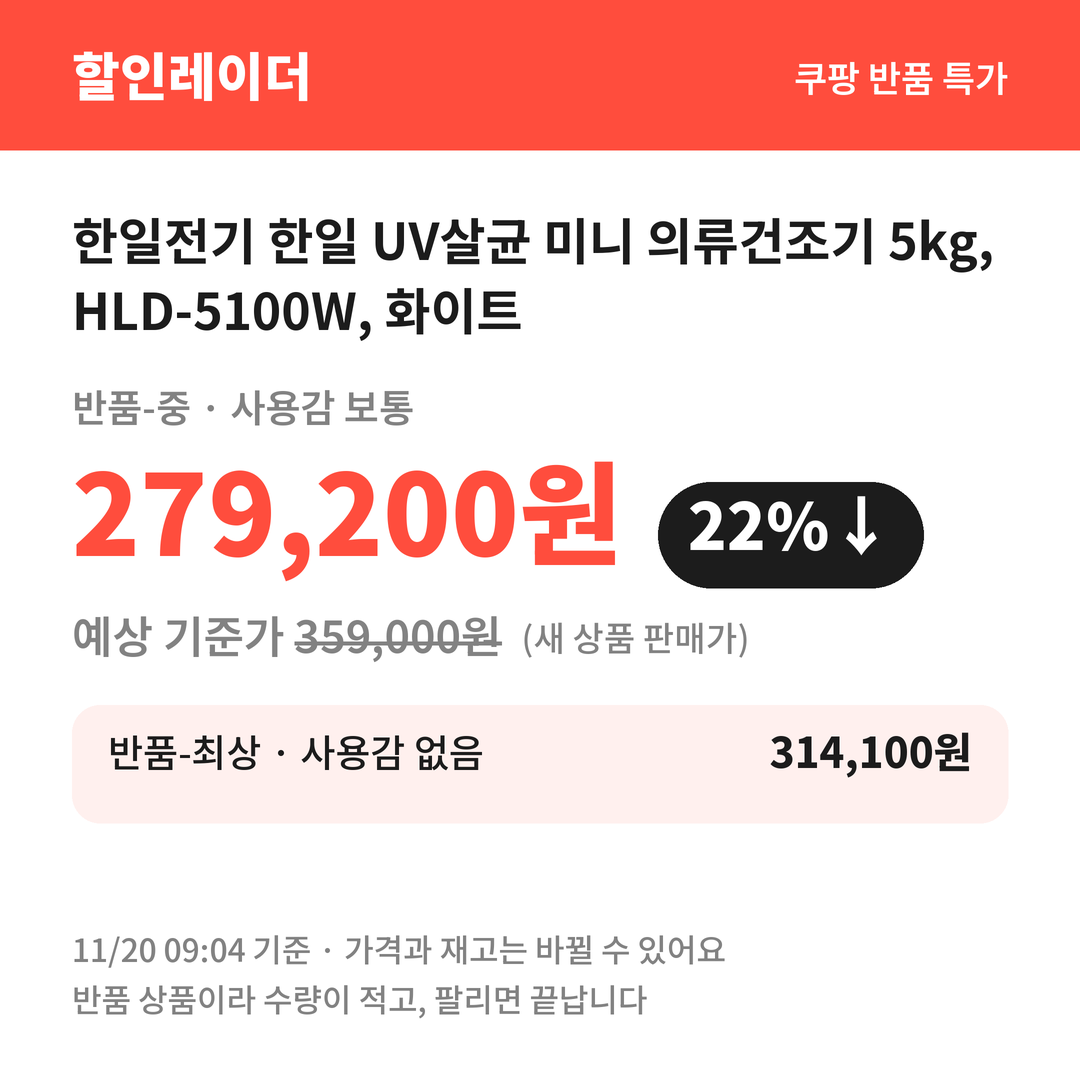 할인레이더
쿠팡 반품 특가
한일전기 한일 UV살균 미니 의류건조기 5kg,
HLD-5100W, 화이트
반품-중 · 사용감 보통
279,200원 22%↓
예상 기준가 359,000원 (새 상품 판매가)
반품-최상 · 사용감 없음 314,100원
11/20 09:04 기준 · 가격과 재고는 바뀔 수 있어요
반품 상품이라 수량이 적고, 팔리면 끝납니다